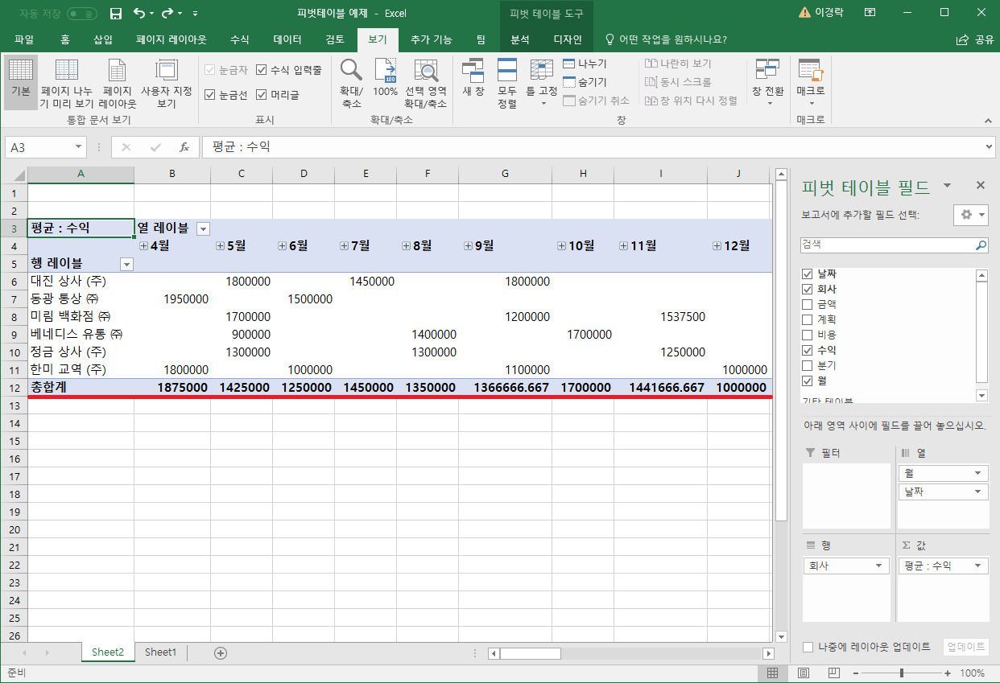 자동 저장 공 피벗테이블 예제 - Excel 피벗 테이블 도구 이경락
파일 홈 삽입 페이지 레이아웃 수식 데이터 검토 보기 추가 기능 팀 분석 디자인 어떤 작업을 원하시나요? 공유
기본
페이지 나누
기 미리 보기
페이지
레이아웃
사용자 지정
보기
통합 문서 보기
눈금자 수식 입력줄
눈금선 머리글
표시
확대/
축소
100
100%
선택 영역
확대/축소
확대/축소
새 창
모두
정렬
틀 고정
나누기
숨기기
숨기기 취소
나란히 보기
동시 스크롤
창 위치 다시 정렬
창 전환
창
매크로
매크로
A3 fx 평균 : 수익
A B C D E F G H I J
1
2
3 평균 : 수익 열 레이블
4 4월 5월 6월 7월 8월 9월 10월 11월 12월
5 행 레이블
6 대진 상사 (주) 1800000 1450000 1800000
7 동광 통상 ㈜ 1950000 1500000
8 미림 백화점 ㈜ 1700000 1200000 1537500
9 베네디스 유통 ㈜ 900000 1400000 1700000
10 정금 상사 (주) 1300000 1300000 1250000
11 한미 교역 (주) 1800000 1000000 1100000 1000000
12 총합계 1875000 1425000 1250000 1450000 1350000 1366666.667 1700000 1441666.667 1000000
13
14
15
16
17
18
19
20
21
22
23
24
25
26
피벗 테이블 필드
보고서에 추가할 필드 선택:
검색
날짜
회사
금액
계획
비용
수익
분기
월
기타 테이블
아래 영역 사이에 필드를 끌어 놓으십시오.
필터
열
월
날짜
행
회사
Σ 값
평균 : 수익
나중에 레이아웃 업데이트 업데이트
Sheet2 Sheet1
준비 100%